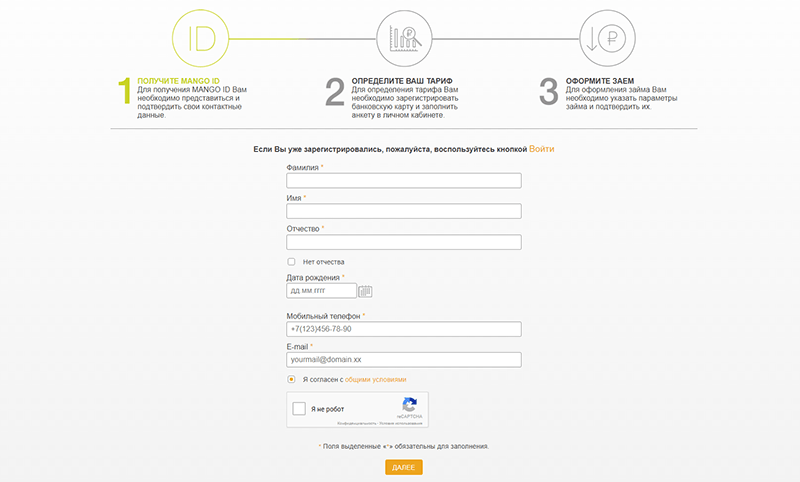 ID
1 ПОЛУЧИТЕ MANGO ID
Для получения MANGO ID Вам
необходимо представиться и
подтвердить свои контактные
данные.
2 ОПРЕДЕЛИТЕ ВАШ ТАРИФ
Для определения тарифа Вам
необходимо зарегистрировать
банковскую карту и заполнить
анкету в личном кабинете.
3 ОФОРМИТЕ ЗАЕМ
Для оформления займа Вам
необходимо указать параметры
займа и подтвердить их.
Если Вы уже зарегистрировались, пожалуйста, воспользуйтесь кнопкой Войти
Фамилия *
Имя *
Отчество *
Нет отчества
Дата рождения *
дд.мм.гггг
Мобильный телефон *
+7(123)456-78-90
E-mail *
yourmail@domain.xx
Я согласен с общими условиями
Я не робот
reCAPTCHA
Конфиденциальность - Условия использования
* Поля выделенные «*» обязательны для заполнения.
ДАЛЕЕ